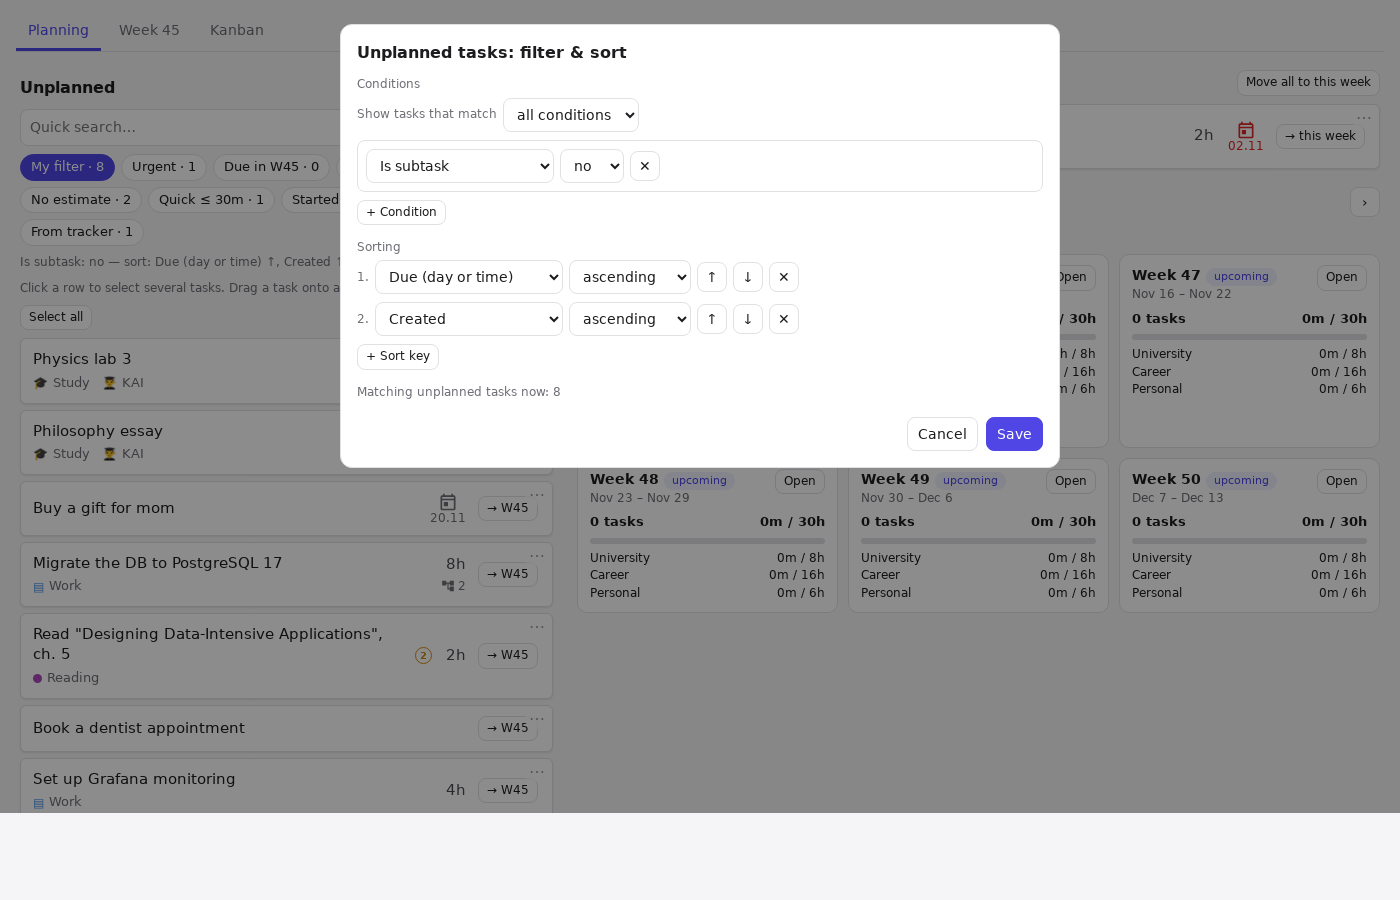 Planning
Week 45
Kanban
Unplanned
Quick search...
My filter · 8
Urgent · 1
Due in W45 · 0
No estimate · 2
Quick ≤ 30m · 1
Started
From tracker · 1
Is subtask: no — sort: Due (day or time) ↑, Created ↑
Click a row to select several tasks. Drag a task onto a
Select all
Physics lab 3
Study
KAI
Philosophy essay
Study
KAI
Buy a gift for mom
20.11
→ W45
...
Migrate the DB to PostgreSQL 17
Work
8h
2
→ W45
...
Read "Designing Data-Intensive Applications",
ch. 5
Reading
2
2h
→ W45
...
Book a dentist appointment
→ W45
...
Set up Grafana monitoring
Work
4h
→ W45
...
Unplanned tasks: filter & sort
Conditions
Show tasks that match
all conditions
Is subtask
no
✕
+ Condition
Sorting
1.
Due (day or time)
ascending
↑
↓
✕
2.
Created
ascending
↑
↓
✕
+ Sort key
Matching unplanned tasks now: 8
Cancel
Save
Move all to this week
2h
02.11
→ this week
...
›
Open
/ 30h
/ 8h
/ 16h
/ 6h
Week 47
upcoming
Open
Nov 16 – Nov 22
0 tasks
0m / 30h
University
0m / 8h
Career
0m / 16h
Personal
0m / 6h
Week 48
upcoming
Open
Nov 23 – Nov 29
0 tasks
0m / 30h
University
0m / 8h
Career
0m / 16h
Personal
0m / 6h
Week 49
upcoming
Open
Nov 30 – Dec 6
0 tasks
0m / 30h
University
0m / 8h
Career
0m / 16h
Personal
0m / 6h
Week 50
upcoming
Open
Dec 7 – Dec 13
0 tasks
0m / 30h
University
0m / 8h
Career
0m / 16h
Personal
0m / 6h